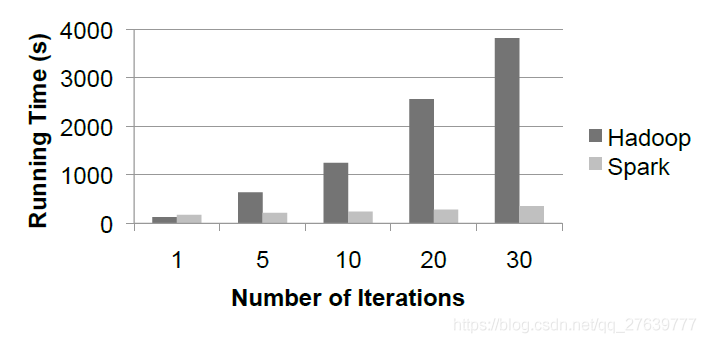 4000
3000
2000
1000
0
Running Time (s)
1 5 10 20 30
Number of Iterations
Hadoop
Spark
https://blog.csdn.net/qq_27639777